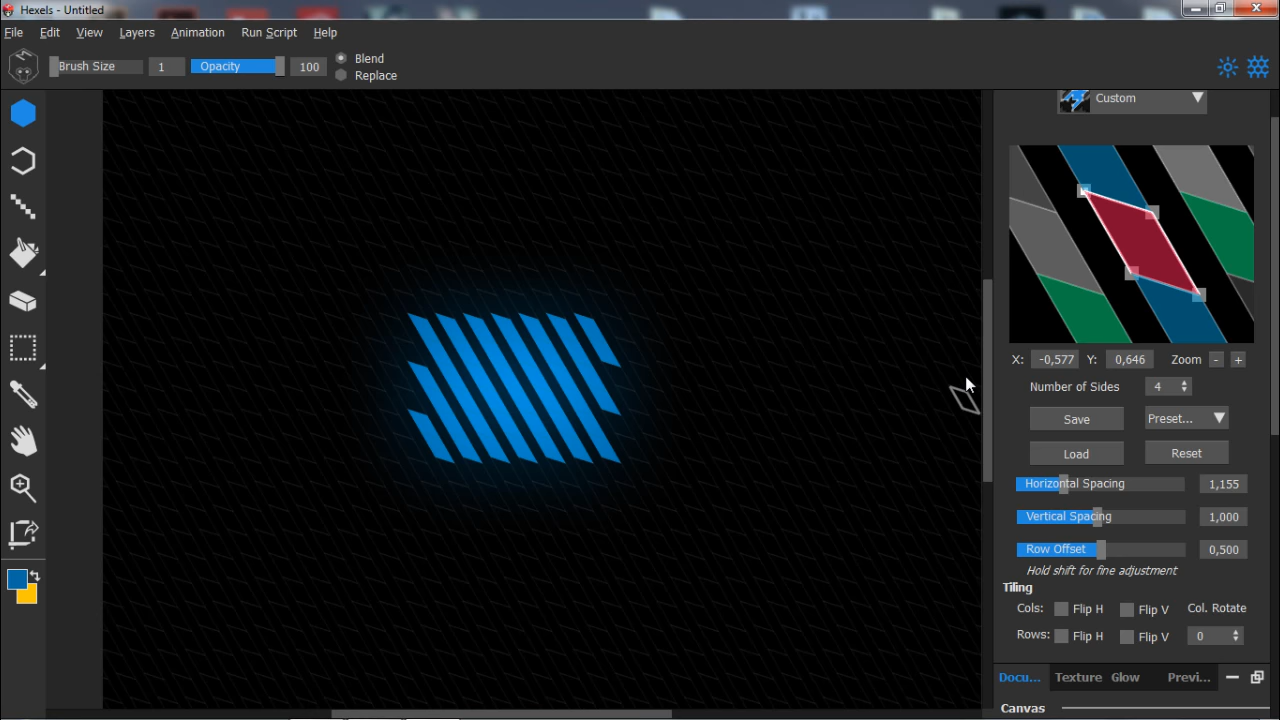 Hexels - Untitled
File Edit View Layers Animation Run Script Help
Brush Size 1 Opacity 100 Blend
Replace
Custom
X: -0,577 Y: 0,646 Zoom - +
Number of Sides 4
Save Preset...
Load Reset
Horizontal Spacing 1,155
Vertical Spacing 1,000
Row Offset 0,500
Hold shift for fine adjustment
Tiling
Cols: Flip H Flip V Col. Rotate
Rows: Flip H Flip V 0
Docu... Texture Glow Previ...
Canvas